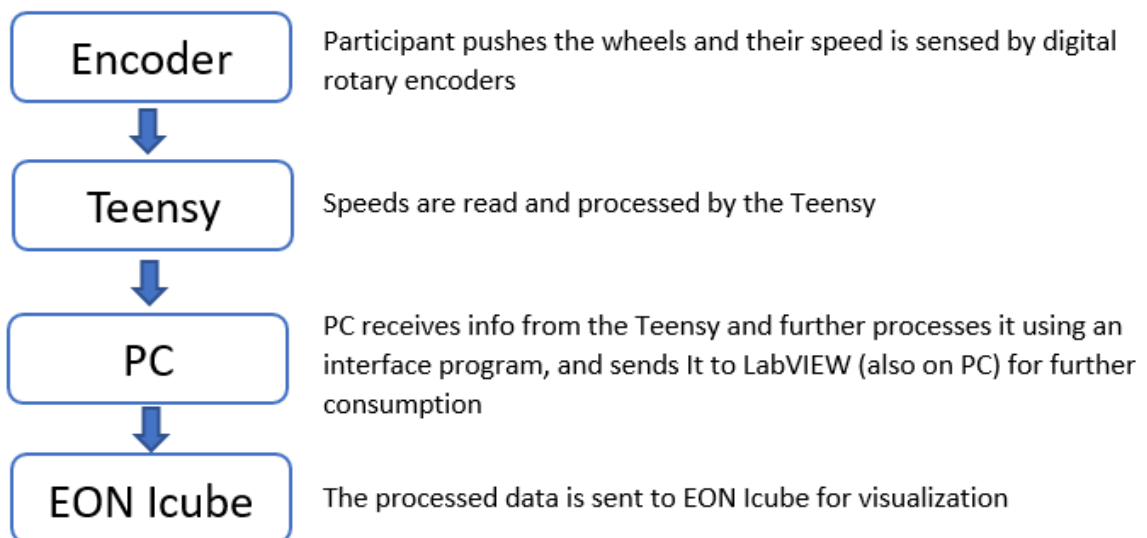 Encoder
Participant pushes the wheels and their speed is sensed by digital
rotary encoders
Teensy
Speeds are read and processed by the Teensy
PC
PC receives info from the Teensy and further processes it using an
interface program, and sends It to LabVIEW (also on PC) for further
consumption
EON Icube
The processed data is sent to EON Icube for visualization